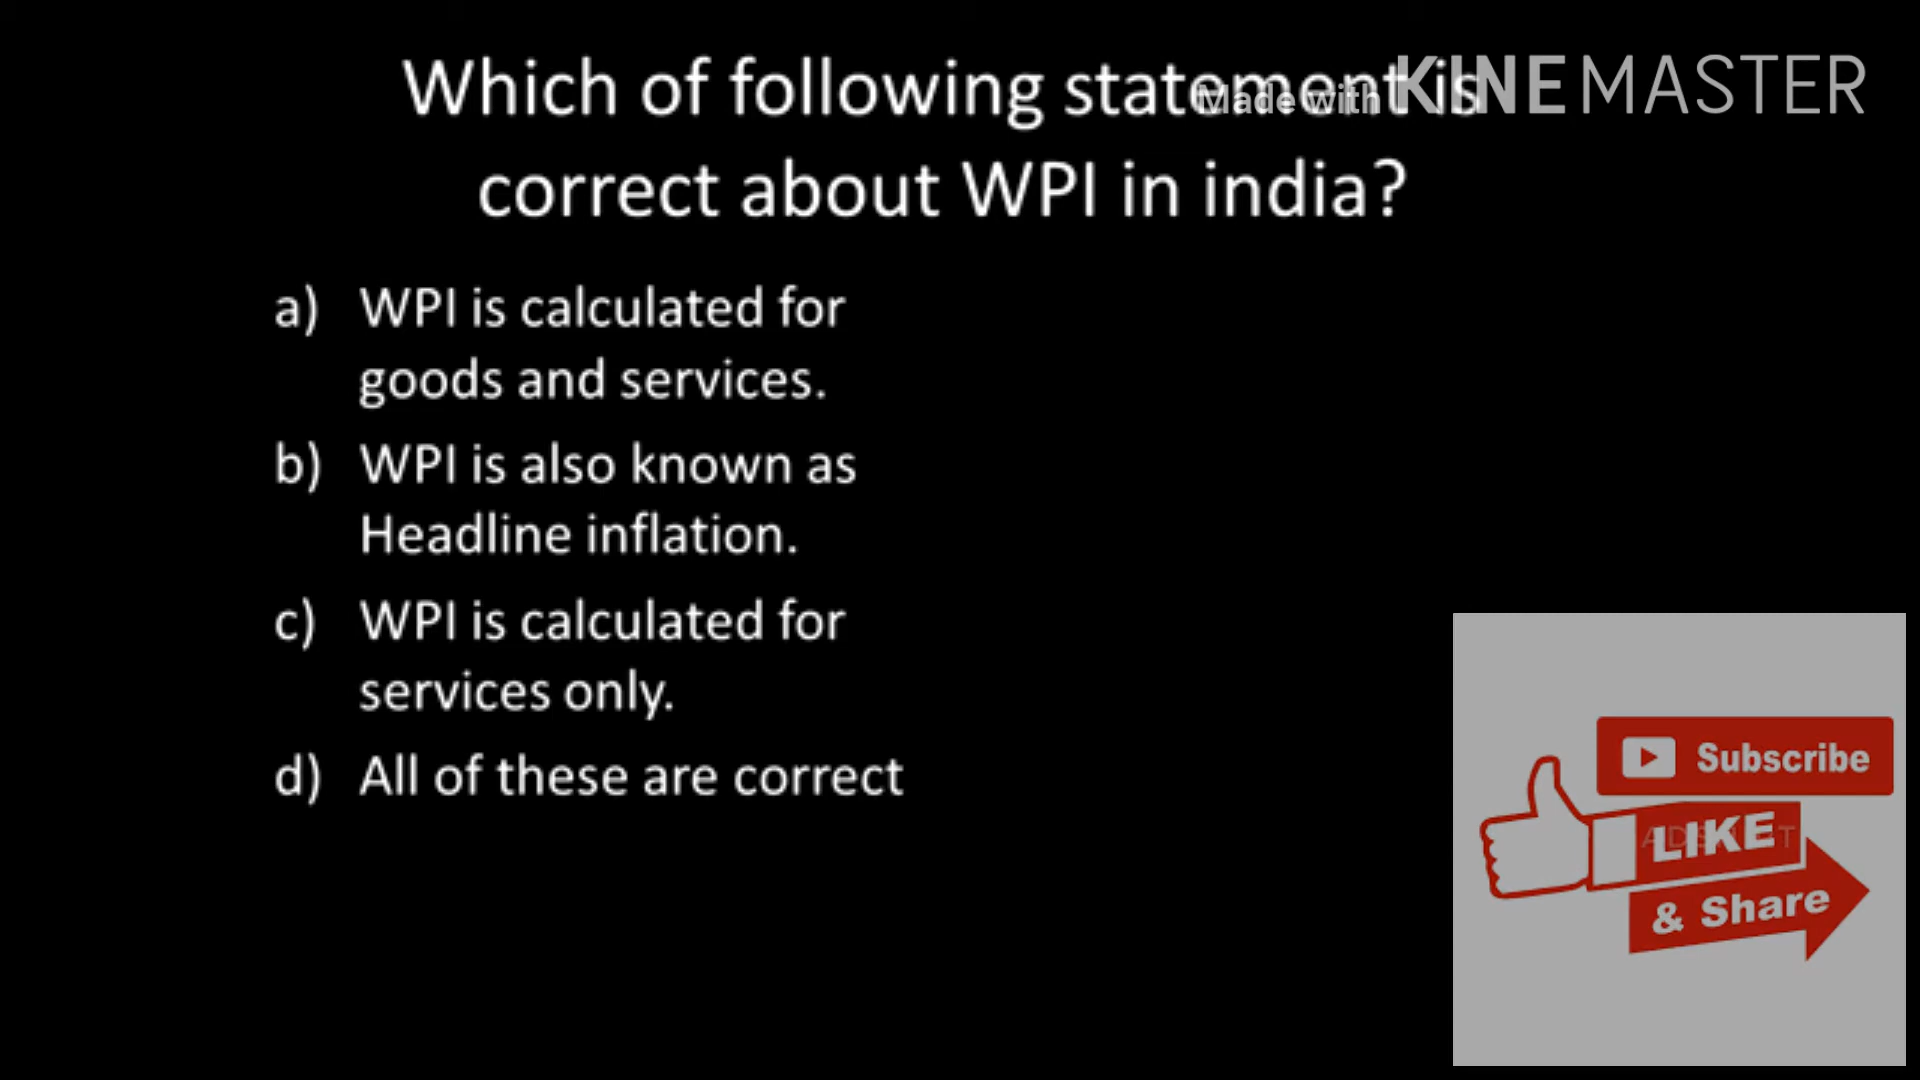 Which of following statement is
Made with KINEMASTER
correct about WPI in india?
a) WPI is calculated for
goods and services.
b) WPI is also known as
Headline inflation.
c) WPI is calculated for
services only.
d) All of these are correct
Subscribe
LIKE
& Share